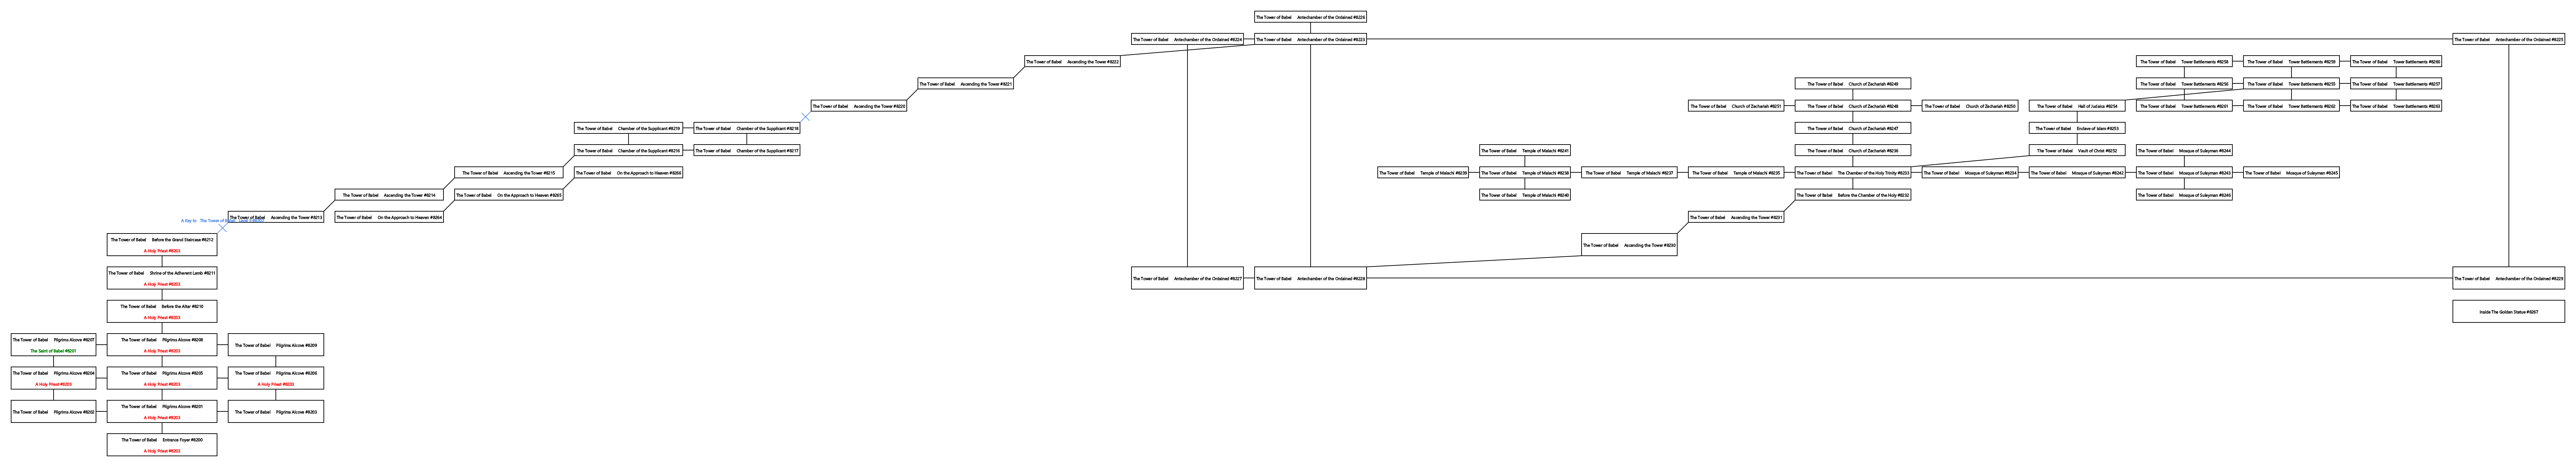 The Tower of Babel Antechamber of the Ordained #8226
The Tower of Babel Antechamber of the Ordained #8224
The Tower of Babel Antechamber of the Ordained #8223
The Tower of Babel Antechamber of the Ordained #8225
The Tower of Babel Ascending the Tower #8222
The Tower of Babel Tower Battlements #8258
The Tower of Babel Tower Battlements #8259
The Tower of Babel Tower Battlements #8260
The Tower of Babel Ascending the Tower #8221
The Tower of Babel Church of Zechariah #8249
The Tower of Babel Tower Battlements #8256
The Tower of Babel Tower Battlements #8255
The Tower of Babel Tower Battlements #8257
The Tower of Babel Ascending the Tower #8220
The Tower of Babel Church of Zechariah #8251
The Tower of Babel Church of Zechariah #8248
The Tower of Babel Church of Zechariah #8250
The Tower of Babel Hall of Judaica #8254
The Tower of Babel Tower Battlements #8261
The Tower of Babel Tower Battlements #8262
The Tower of Babel Tower Battlements #8263
The Tower of Babel Chamber of the Supplicant #8219
The Tower of Babel Chamber of the Supplicant #8218
The Tower of Babel Church of Zechariah #8247
The Tower of Babel Enclave of Islam #8253
The Tower of Babel Chamber of the Supplicant #8216
The Tower of Babel Chamber of the Supplicant #8217
The Tower of Babel Temple of Malachi #8241
The Tower of Babel Church of Zechariah #8236
The Tower of Babel Vault of Christ #8252
The Tower of Babel Mosque of Suleyman #8244
The Tower of Babel Ascending the Tower #8215
The Tower of Babel On the Approach to Heaven #8266
The Tower of Babel Temple of Malachi #8239
The Tower of Babel Temple of Malachi #8238
The Tower of Babel Temple of Malachi #8237
The Tower of Babel Temple of Malachi #8235
The Tower of Babel The Chamber of the Holy Trinity #8233
The Tower of Babel Mosque of Suleyman #8234
The Tower of Babel Mosque of Suleyman #8242
The Tower of Babel Mosque of Suleyman #8243
The Tower of Babel Mosque of Suleyman #8245
The Tower of Babel Ascending the Tower #8214
The Tower of Babel On the Approach to Heaven #8265
The Tower of Babel Temple of Malachi #8240
The Tower of Babel Before the Chamber of the Holy #8232
The Tower of Babel Mosque of Suleyman #8246
The Tower of Babel Ascending the Tower #8213
The Tower of Babel On the Approach to Heaven #8264
The Tower of Babel Ascending the Tower #8231
A Key to The Tower of
The Tower of Babel Before the Grand Staircase #8212
A Holy Priest #8203
The Tower of Babel Ascending the Tower #8230
The Tower of Babel Shrine of the Adherant Lamb #8211
A Holy Priest #8203
The Tower of Babel Antechamber of the Ordained #8227
The Tower of Babel Antechamber of the Ordained #8228
The Tower of Babel Antechamber of the Ordained #8229
The Tower of Babel Before the Altar #8210
A Holy Priest #8203
Inside The Golden Statue #8267
The Tower of Babel Pilgrims Alcove #8207
The Saint of Babel #8201
The Tower of Babel Pilgrims Alcove #8208
A Holy Priest #8203
The Tower of Babel Pilgrims Alcove #8209
The Tower of Babel Pilgrims Alcove #8204
A Holy Priest #8203
The Tower of Babel Pilgrims Alcove #8205
A Holy Priest #8203
The Tower of Babel Pilgrims Alcove #8206
A Holy Priest #8203
The Tower of Babel Pilgrims Alcove #8202
The Tower of Babel Pilgrims Alcove #8201
A Holy Priest #8203
The Tower of Babel Pilgrims Alcove #8203
The Tower of Babel Entrance Foyer #8200
A Holy Priest #8203